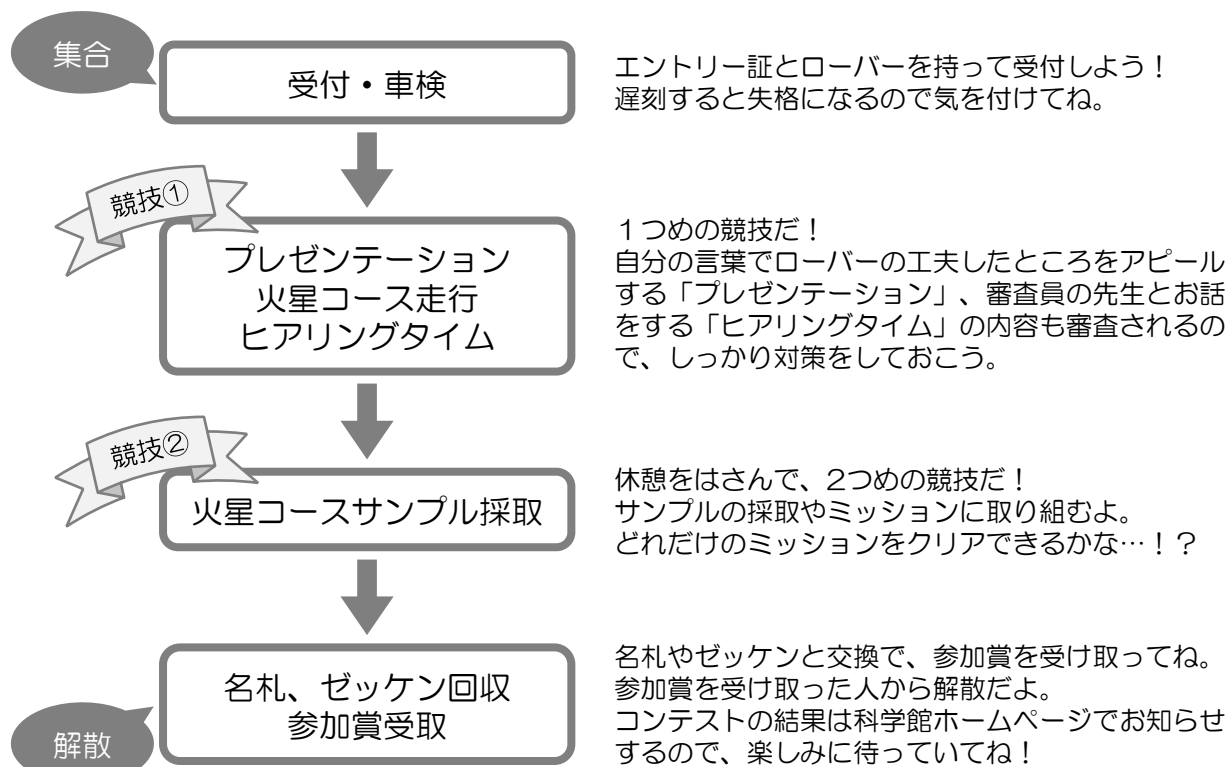 集合
受付・車検
エントリー証とローバーを持って受付しよう！
遅刻すると失格になるので気を付けてね。
競技①
プレゼンテーション
火星コース走行
ヒアリングタイム
１つめの競技だ！
自分の言葉でローバーの工夫したところをアピール
する「プレゼンテーション」、審査員の先生とお話
をする「ヒアリングタイム」の内容も審査されるの
で、しっかり対策をしておこう。
競技②
火星コースサンプル採取
休憩をはさんで、2つめの競技だ！
サンプルの採取やミッションに取り組むよ。
どれだけのミッションをクリアできるかな…！？
名札、ゼッケン回収
参加賞受取
名札やゼッケンと交換で、参加賞を受け取ってね。
参加賞を受け取った人から解散だよ。
コンテストの結果は科学館ホームページでお知らせ
するので、楽しみに待っていてね！
解散